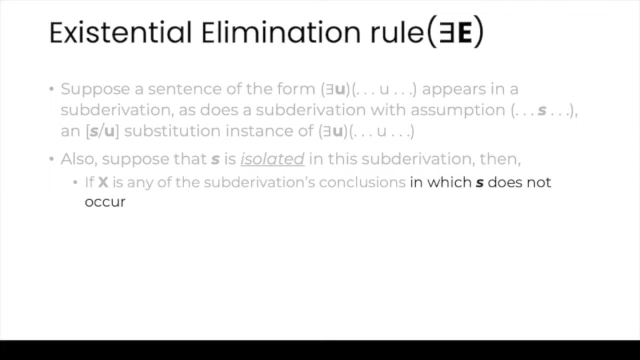 Existential Elimination rule(∃E)
• Suppose a sentence of the form (∃u)(. . . u . . .) appears in a
subderivation, as does a subderivation with assumption (. . . s . . .),
an [s/u] substitution instance of (∃u)(. . . u . . .)
• Also, suppose that s is isolated in this subderivation, then,
• If X is any of the subderivation's conclusions in which s does not
occur